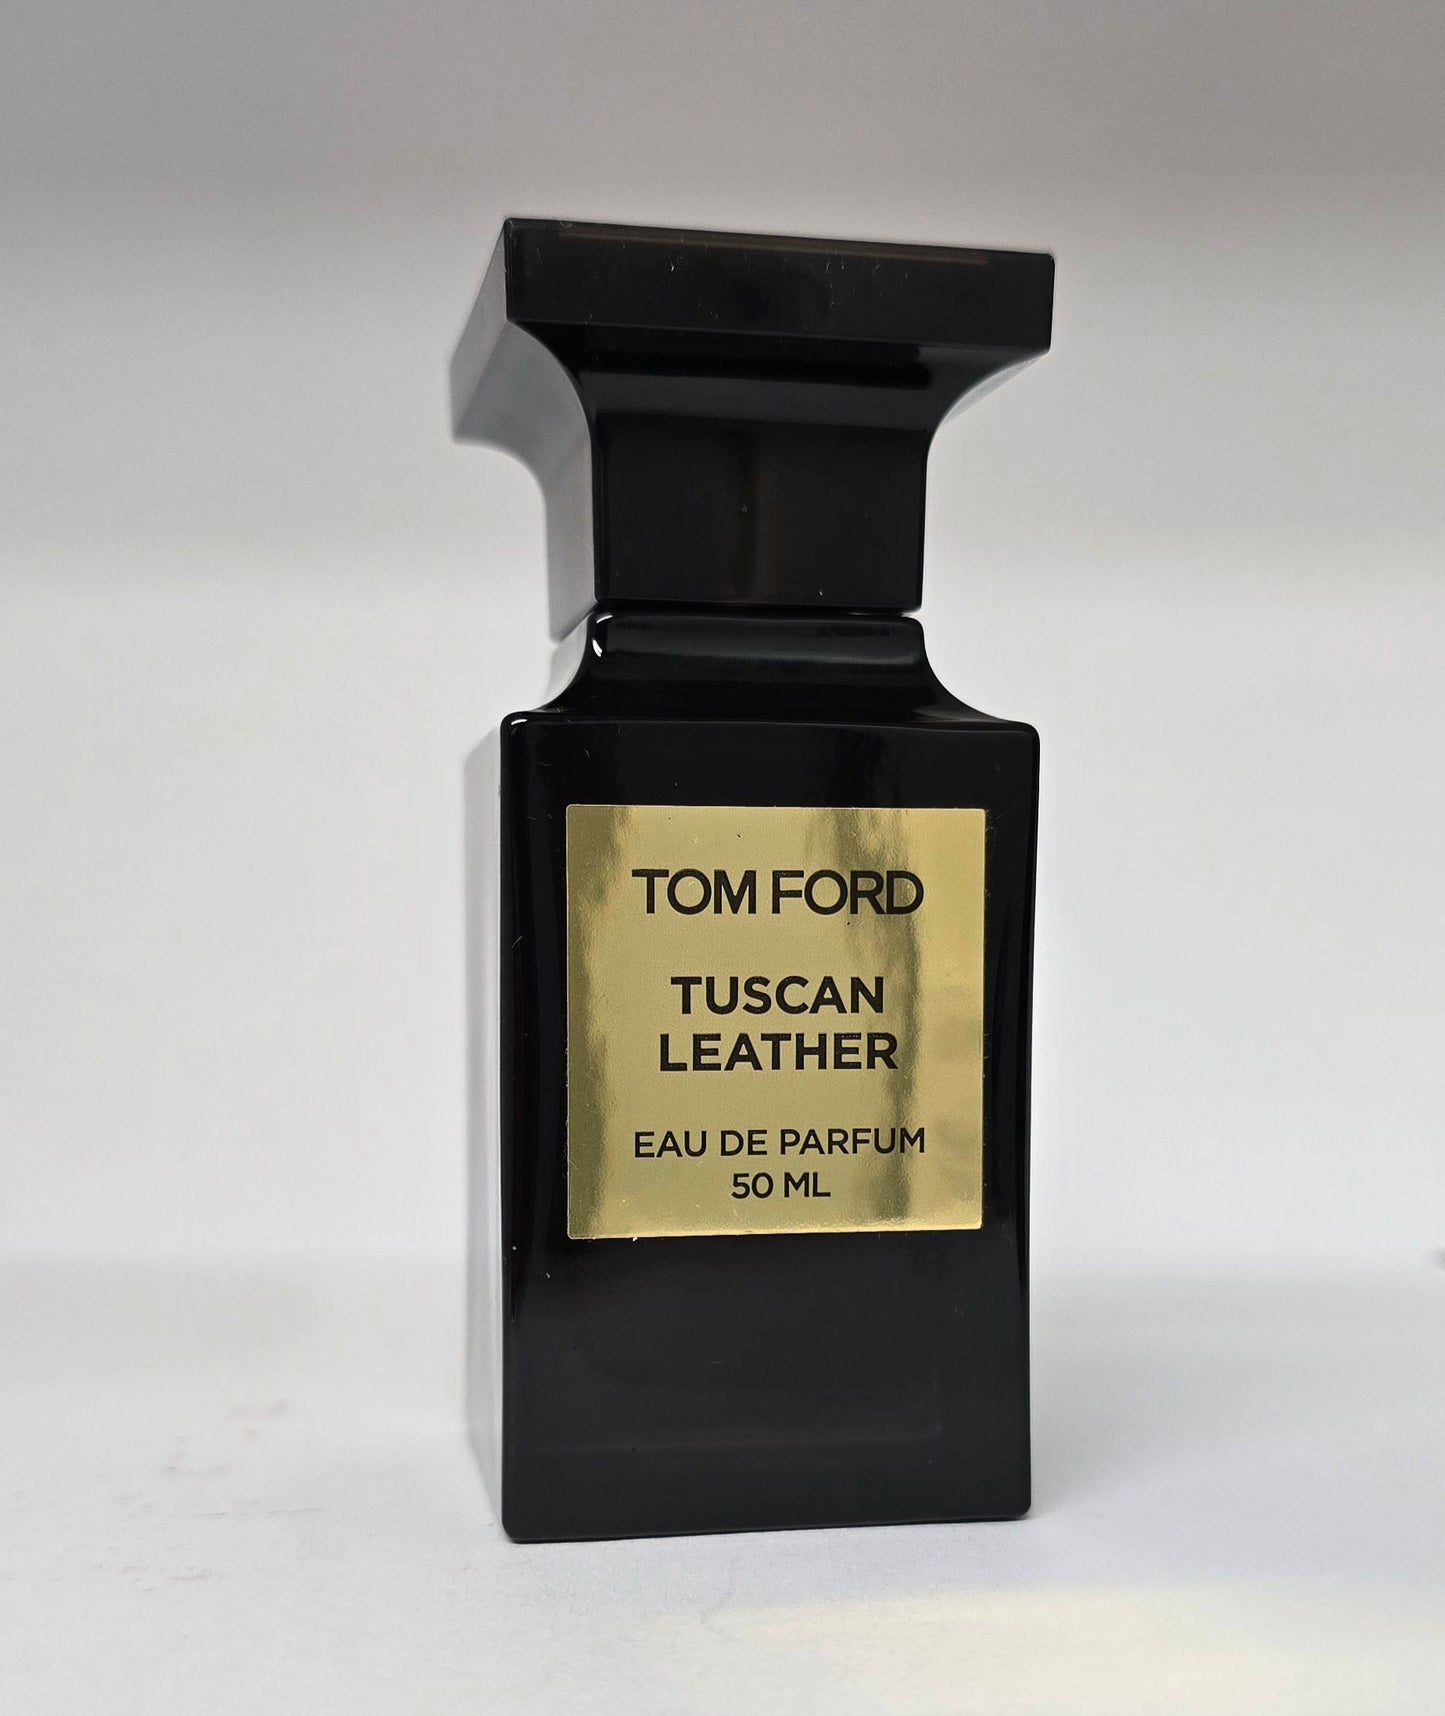 TOM FORD
TUSCAN
LEATHER
EAU DE PARFUM
50 ML